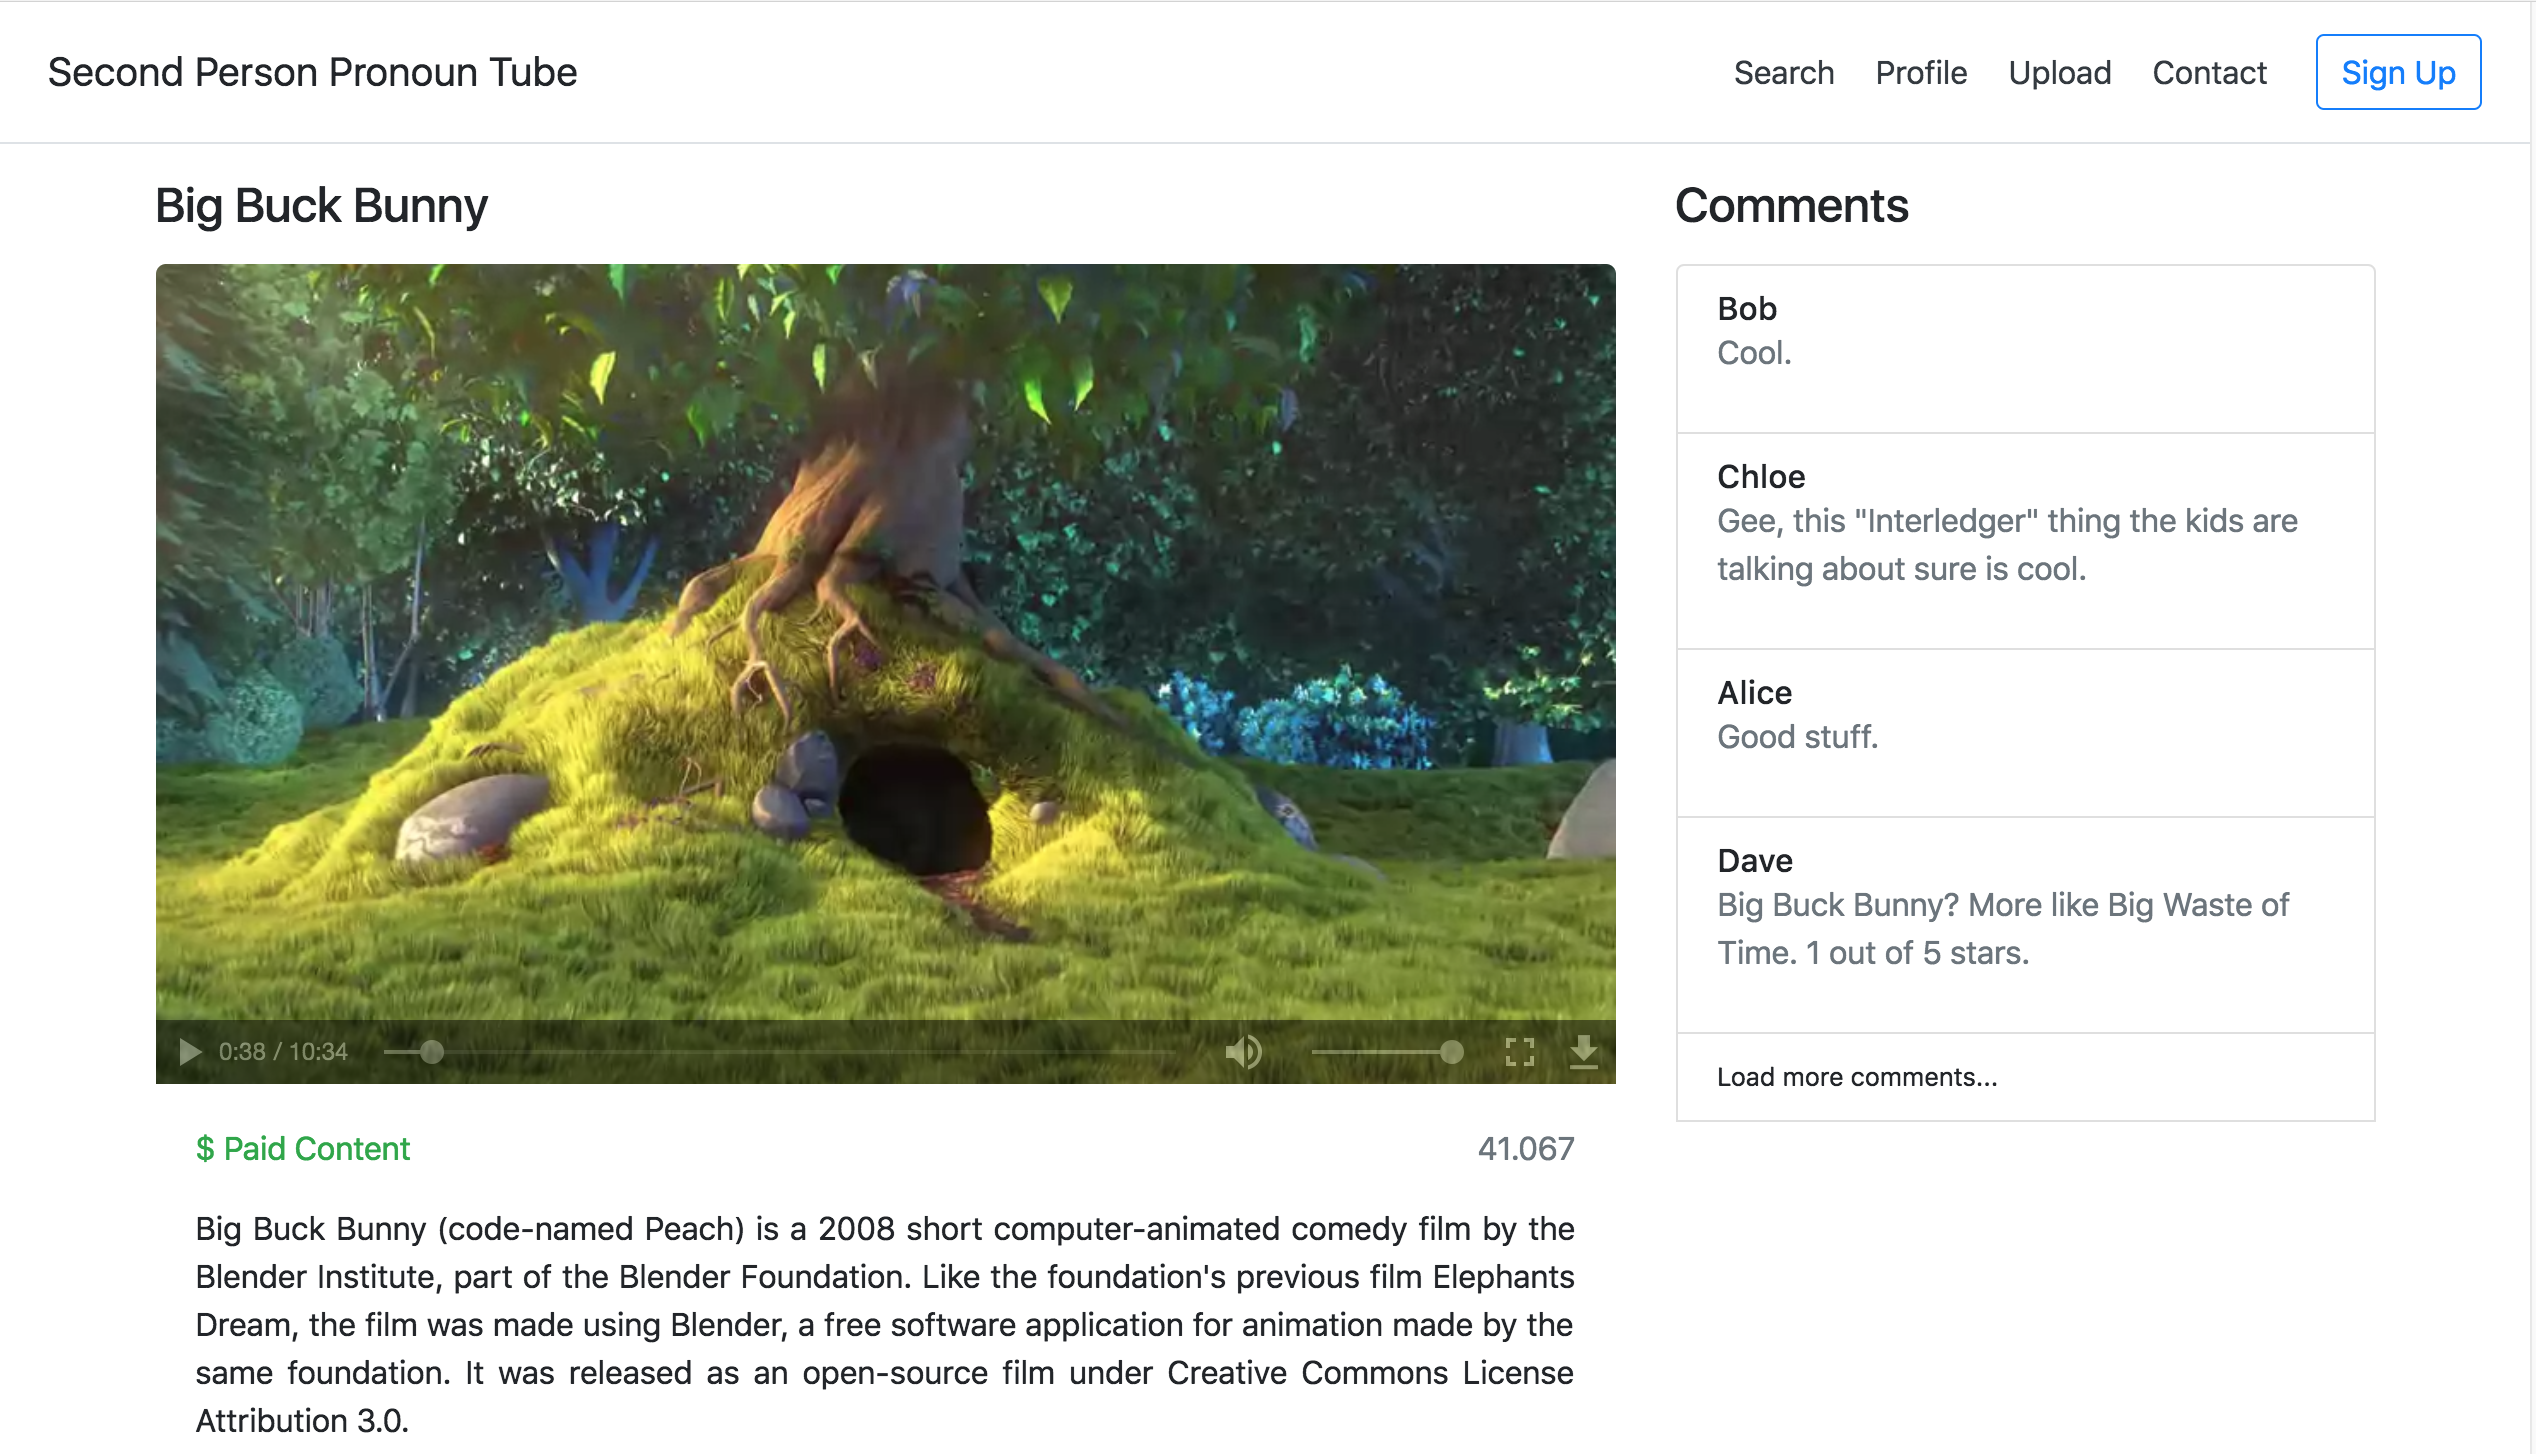 Second Person Pronoun Tube
Search Profile Upload Contact Sign Up
Big Buck Bunny
0:38 / 10:34
$ Paid Content 41.067
Big Buck Bunny (code-named Peach) is a 2008 short computer-animated comedy film by the
Blender Institute, part of the Blender Foundation. Like the foundation's previous film Elephants
Dream, the film was made using Blender, a free software application for animation made by the
same foundation. It was released as an open-source film under Creative Commons License
Attribution 3.0.
Comments
Bob
Cool.
Chloe
Gee, this "Interledger" thing the kids are
talking about sure is cool.
Alice
Good stuff.
Dave
Big Buck Bunny? More like Big Waste of
Time. 1 out of 5 stars.
Load more comments...